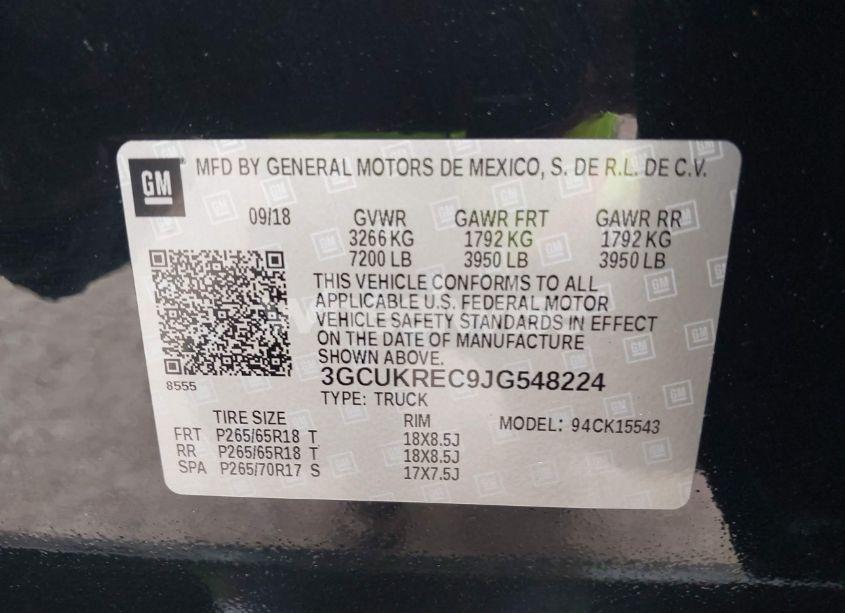 GM
MFD BY GENERAL MOTORS DE MEXICO, S. DE R.L. DE C.V.
09/18 GVWR GAWR FRT GAWR RR
3266 KG 1792 KG 1792 KG
7200 LB 3950 LB 3950 LB
THIS VEHICLE CONFORMS TO ALL
APPLICABLE U.S. FEDERAL MOTOR
VEHICLE SAFETY STANDARDS IN EFFECT
ON THE DATE OF MANUFACTURE
SHOWN ABOVE.
8555
3GCUKREC9JG548224
TYPE: TRUCK
TIRE SIZE RIM MODEL: 94CK15543
FRT P265/65R18 T 18X8.5J
RR P265/65R18 T 18X8.5J
SPA P265/70R17 S 17X7.5J